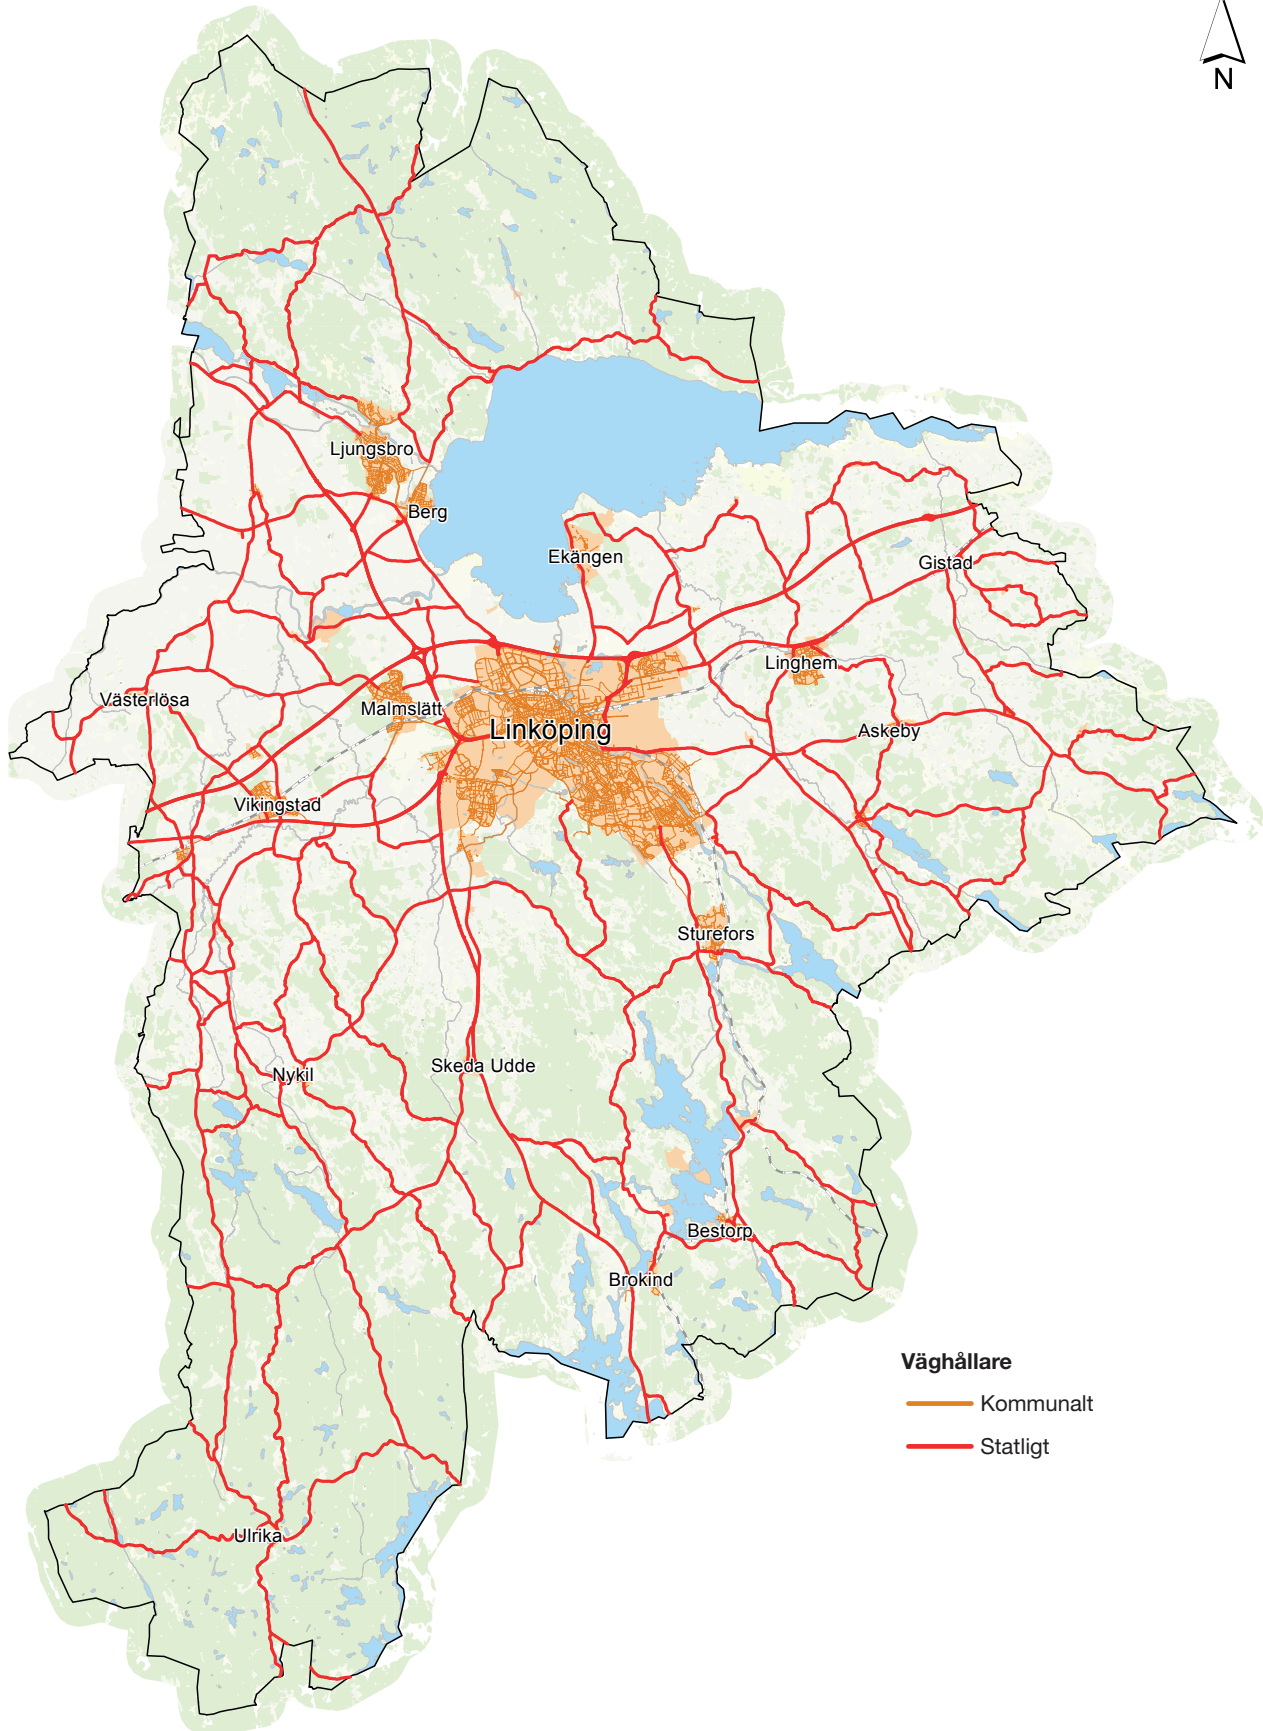 N
Ljungsbro
Berg
Ekängen
Gistad
Linghem
Västerlösa
Malmslätt
Linköping
Askeby
Vikingstad
Sturefors
Skeda Udde
Nykil
Bestorp
Brokind
Väghållare
Kommunalt
Statligt
Ulrika